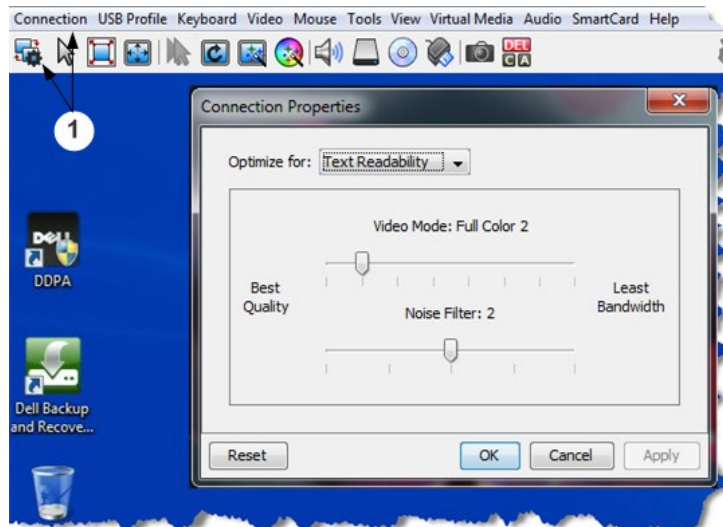 Connection USB Profile Keyboard Video Mouse Tools View Virtual Media Audio SmartCard Help
DEL
C A
1
Connection Properties
Optimize for: Text Readability
Video Mode: Full Color 2
Best
Quality
Least
Bandwidth
Noise Filter: 2
Reset OK Cancel Apply
DELL
DDPA
Dell Backup
and Recove...